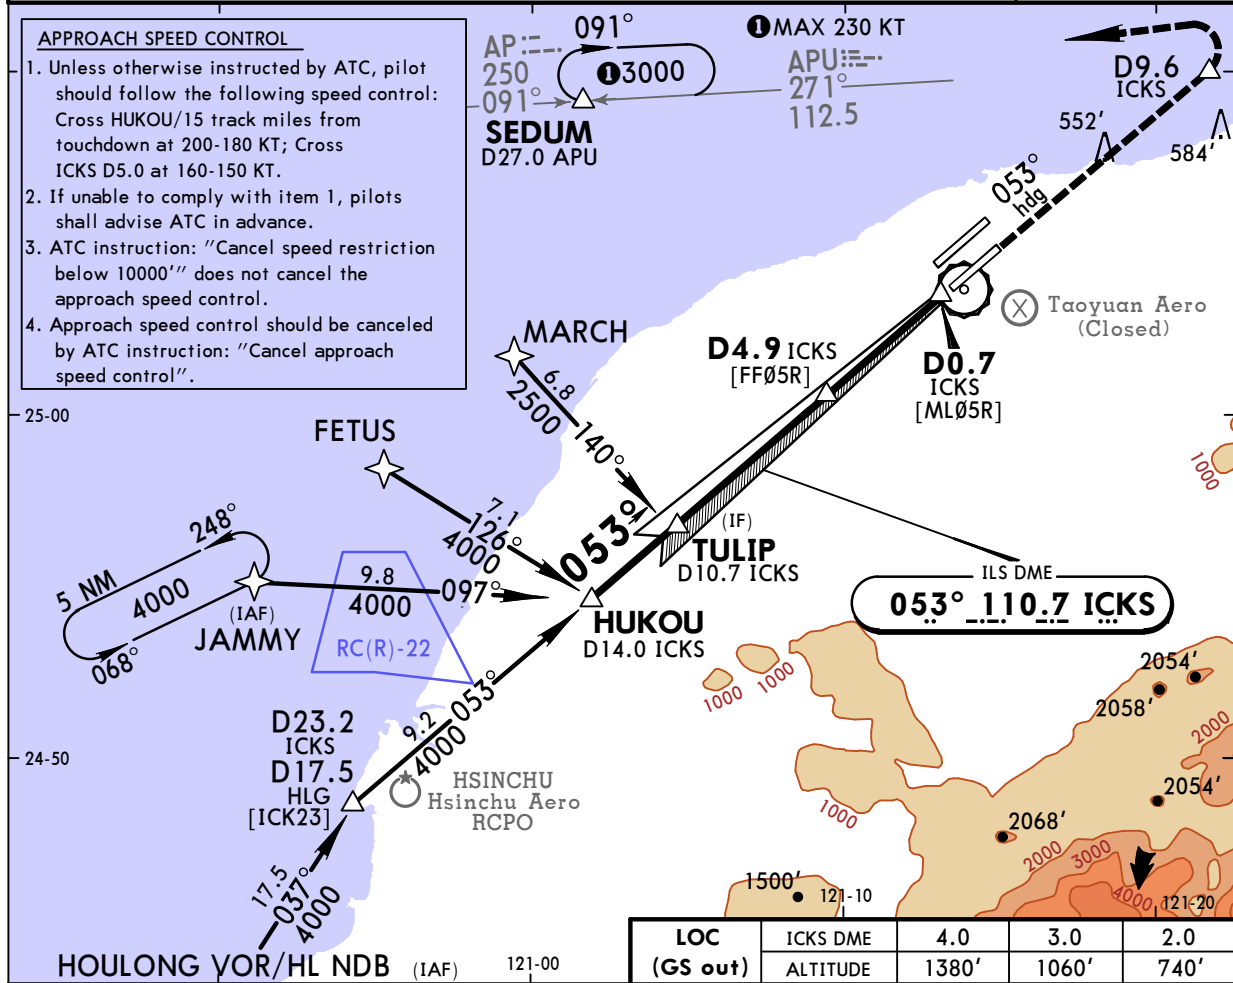 APPROACH SPEED CONTROL
1. Unless otherwise instructed by ATC, pilot
should follow the following speed control:
Cross HUKOU/15 track miles from
touchdown at 200-180 KT; Cross
ICKS D5.0 at 160-150 KT.
2. If unable to comply with item 1, pilots
shall advise ATC in advance.
3. ATC instruction: "Cancel speed restriction
below 10000'" does not cancel the
approach speed control.
4. Approach speed control should be canceled
by ATC instruction: "Cancel approach
speed control".
AP
250
091°
091°
❶3000
SEDUM
D27.0 APU
❶MAX 230 KT
APU
271°
112.5
D9.6
ICKS
552'
584'
053°
hdg
Taoyuan Aero
(Closed)
MARCH
6.8
2500
140°
D4.9 ICKS
[FFØ5R]
D0.7
ICKS
[MLØ5R]
25-00
FETUS
7.1
126°
4000
053°
(IF)
TULIP
D10.7 ICKS
1000
248°
5 NM
4000
068°
(IAF)
JAMMY
9.8
4000
097°
RC(R)-22
HUKOU
D14.0 ICKS
ILS DME
053° 110.7 ICKS
D23.2
ICKS
D17.5
HLG
[ICK23]
9.2
4000
053°
HSINCHU
Hsinchu Aero
RCPO
24-50
1000
1000
2054'
2058'
2000
1000
2054'
2068'
2000
3000
4000
1500'
121-10
121-20
17.5
037°
4000
HOULONG VOR/HL NDB (IAF)
121-00
LOC
(GS out)
ICKS DME 4.0 3.0 2.0
ALTITUDE 1380' 1060' 740'